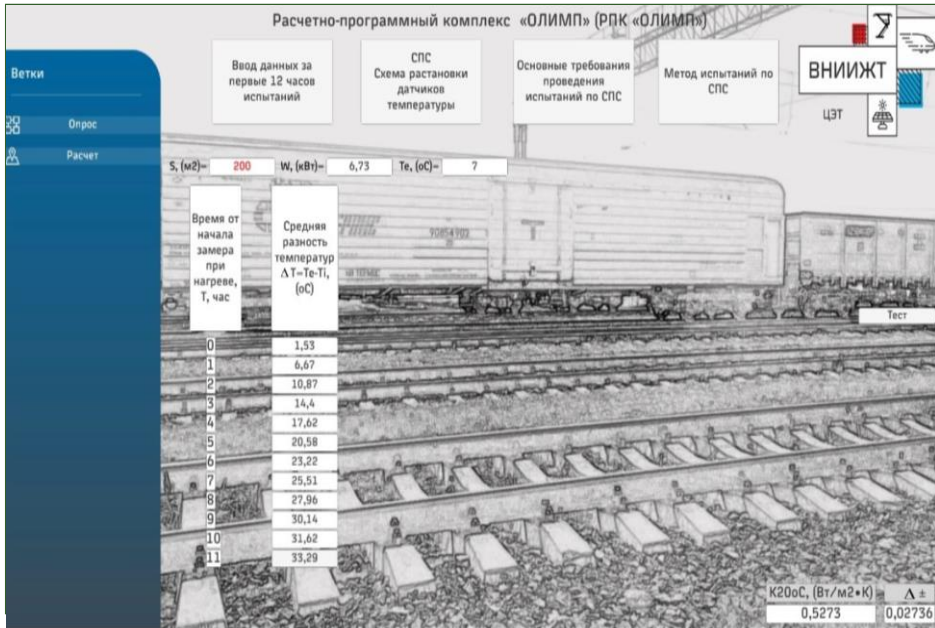 Расчетно-программный комплекс «ОЛИМП» (РПК «ОЛИМП»)
Ветки
Опрос
Расчет
Ввод данных за
первые 12 часов
испытаний
СПС
Схема растановки
датчиков
температуры
Основные требования
проведения
испытаний по СПС
Метод испытаний по
СПС
ВНИИЖТ
ЦЭТ
S, (м2)= 200 W, (кВт)= 6,73 Te, (оС)= 7
Время от
начала
замера
при
нагреве,
Т, час
Средняя
разность
температур
Δ T=Te-Ti,
(оС)
90854903
Тест
0 1,53
1 6,67
2 10,87
3 14,4
4 17,62
5 20,58
6 23,22
7 25,51
8 27,96
9 30,14
10 31,62
11 33,29
К20оС, (Вт/м2•К) Δ ±
0,5273 0,02736